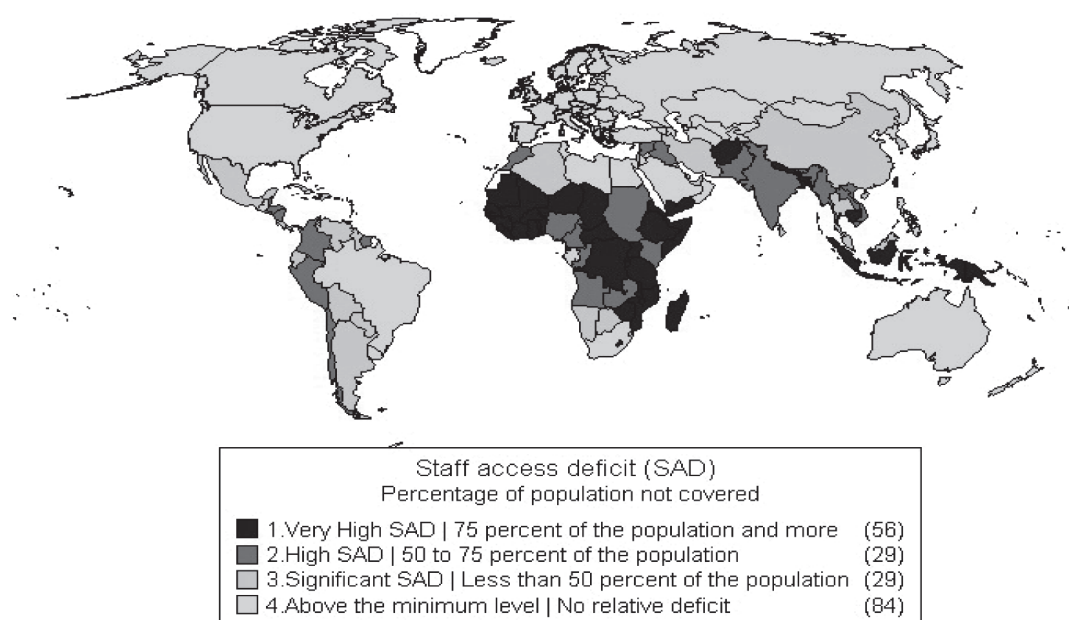 Staff access deficit (SAD)
Percentage of population not covered
1.Very High SAD | 75 percent of the population and more (56)
2.High SAD | 50 to 75 percent of the population (29)
3.Significant SAD | Less than 50 percent of the population (29)
4.Above the minimum level | No relative deficit (84)